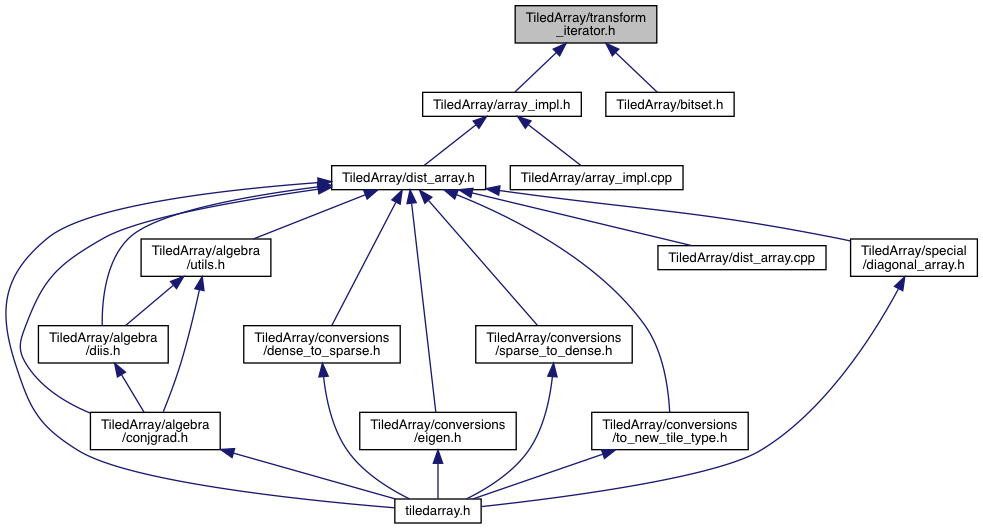 TiledArray/transform
_iterator.h
TiledArray/array_impl.h
TiledArray/bitset.h
TiledArray/dist_array.h
TiledArray/array_impl.cpp
TiledArray/algebra
/utils.h
TiledArray/dist_array.cpp
TiledArray/special
/diagonal_array.h
TiledArray/algebra
/diis.h
TiledArray/conversions
/dense_to_sparse.h
TiledArray/conversions
/sparse_to_dense.h
TiledArray/algebra
/conjgrad.h
TiledArray/conversions
/eigen.h
TiledArray/conversions
/to_new_tile_type.h
tiledarray.h